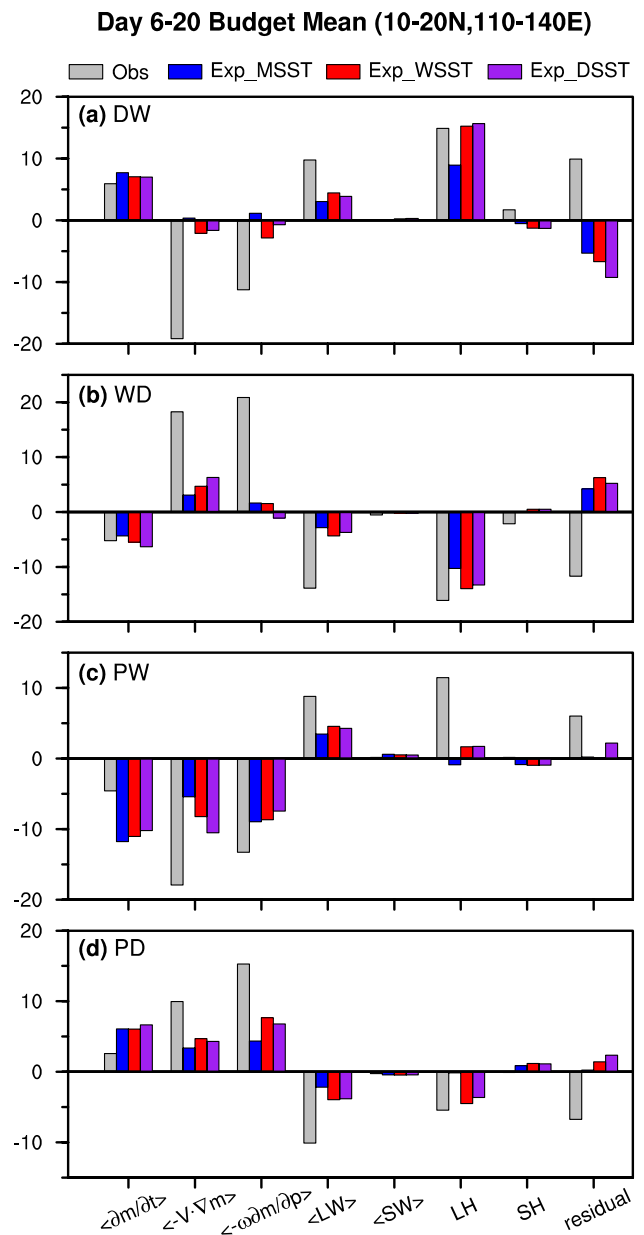 Day 6-20 Budget Mean (10-20N,110-140E)
Obs Exp_MSST Exp_WSST Exp_DSST
(a) DW
20
10
0
-10
-20
(b) WD
20
10
0
-10
-20
(c) PW
10
0
-10
-20
(d) PD
20
10
0
-10
<∂m/∂t> <-V·∇m> <-ω∂m/∂p> <LW> <SW> LH SH residual